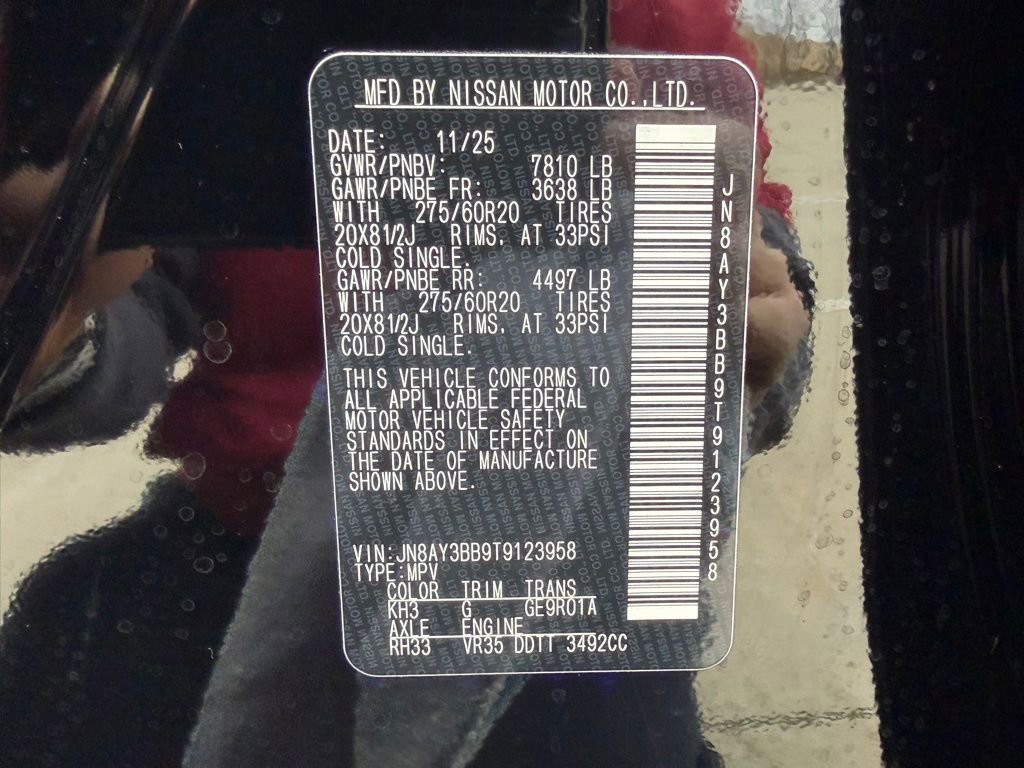 MFD BY NISSAN MOTOR CO.,LTD.
DATE: 11/25
GVWR/PNBV: 7810 LB
GAWR/PNBE FR: 3638 LB
WITH 275/60R20 TIRES
20X81/2J RIMS, AT 33PSI
COLD SINGLE.
GAWR/PNBE RR: 4497 LB
WITH 275/60R20 TIRES
20X81/2J RIMS, AT 33PSI
COLD SINGLE.
THIS VEHICLE CONFORMS TO
ALL APPLICABLE FEDERAL
MOTOR VEHICLE SAFETY
STANDARDS IN EFFECT ON
THE DATE OF MANUFACTURE
SHOWN ABOVE.
VIN:JN8AY3BB9T9123958
TYPE:MPV
COLOR TRIM TRANS
KH3 G GE9R01A
AXLE ENGINE
RH33 VR35 DDTT 3492CC
JN8AY3BB9T9123958